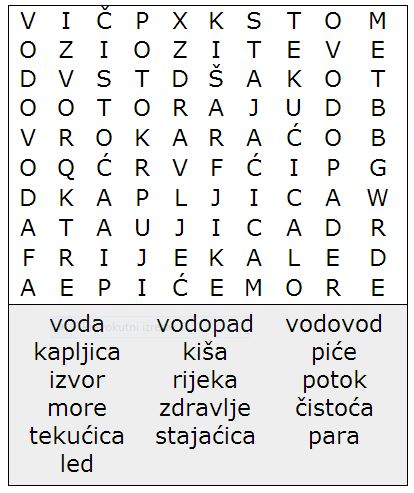 V I Č P X K S T O M
O Z I O Z I T E V E
D V S T D Š A K O T
O O T O R A J U D B
V R O K A R A Ć O B
O Q Ć R V F Ć I P G
D K A P L J I C A W
A T A U J I C A D R
F R I J E K A L E D
A E P I Ć E M O R E
voda vodopad vodovod
kapljica kiša piće
izvor rijeka potok
more zdravlje čistoća
tekućica stajaćica para
led